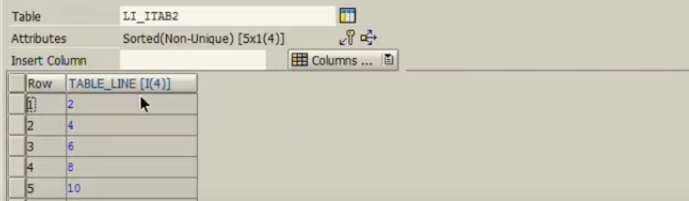 Table LI_ITAB2
Attributes Sorted(Non-Unique) [5x1(4)]
Insert Column Columns ...
Row TABLE_LINE [I(4)]
1 2
2 4
3 6
4 8
5 10